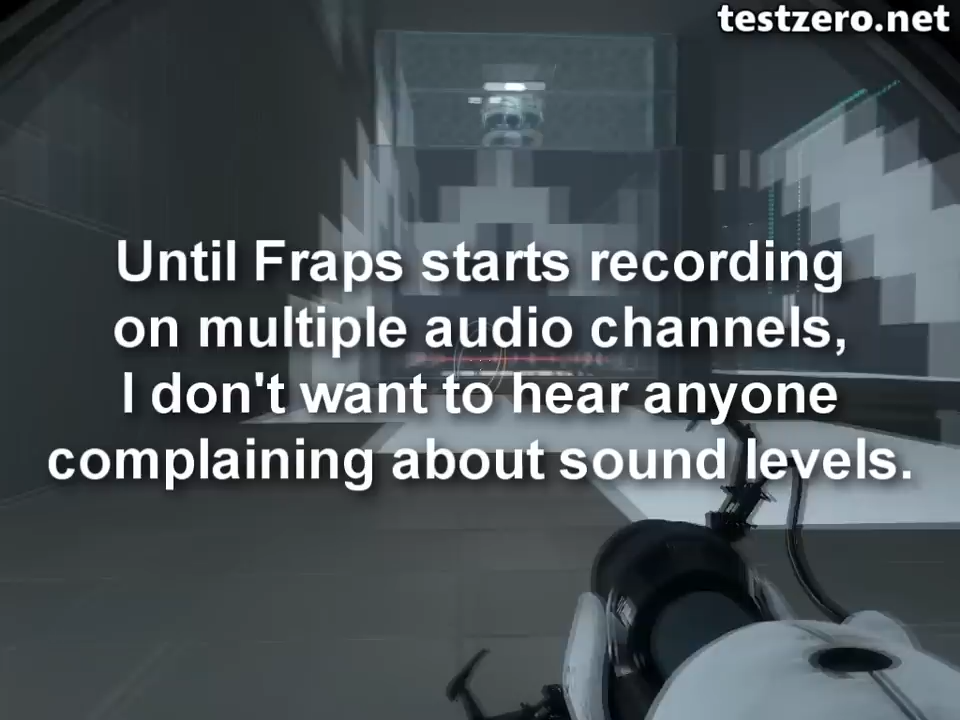 testzero.net
Until Fraps starts recording
on multiple audio channels,
I don't want to hear anyone
complaining about sound levels.